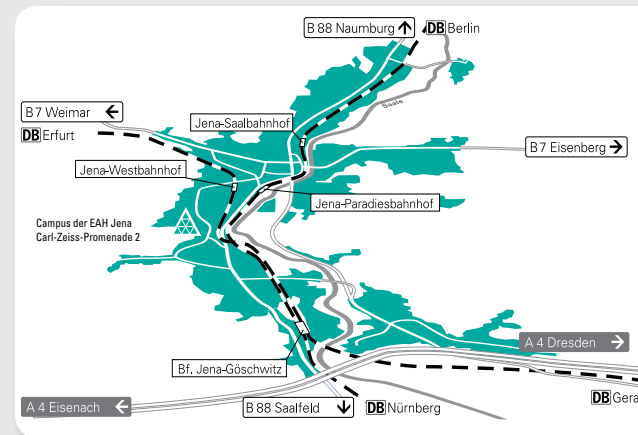 B 88 Naumburg ↑
DB Berlin
Saale
B 7 Weimar ←
DB Erfurt
Jena-Saalbahnhof
B 7 Eisenberg →
Jena-Westbahnhof
Jena-Paradiesbahnhof
Campus der EAH Jena
Carl-Zeiss-Promenade 2
A 4 Dresden →
Bf. Jena-Göschwitz
DB Gera
A 4 Eisenach ←
B 88 Saalfeld ↓
DB Nürnberg